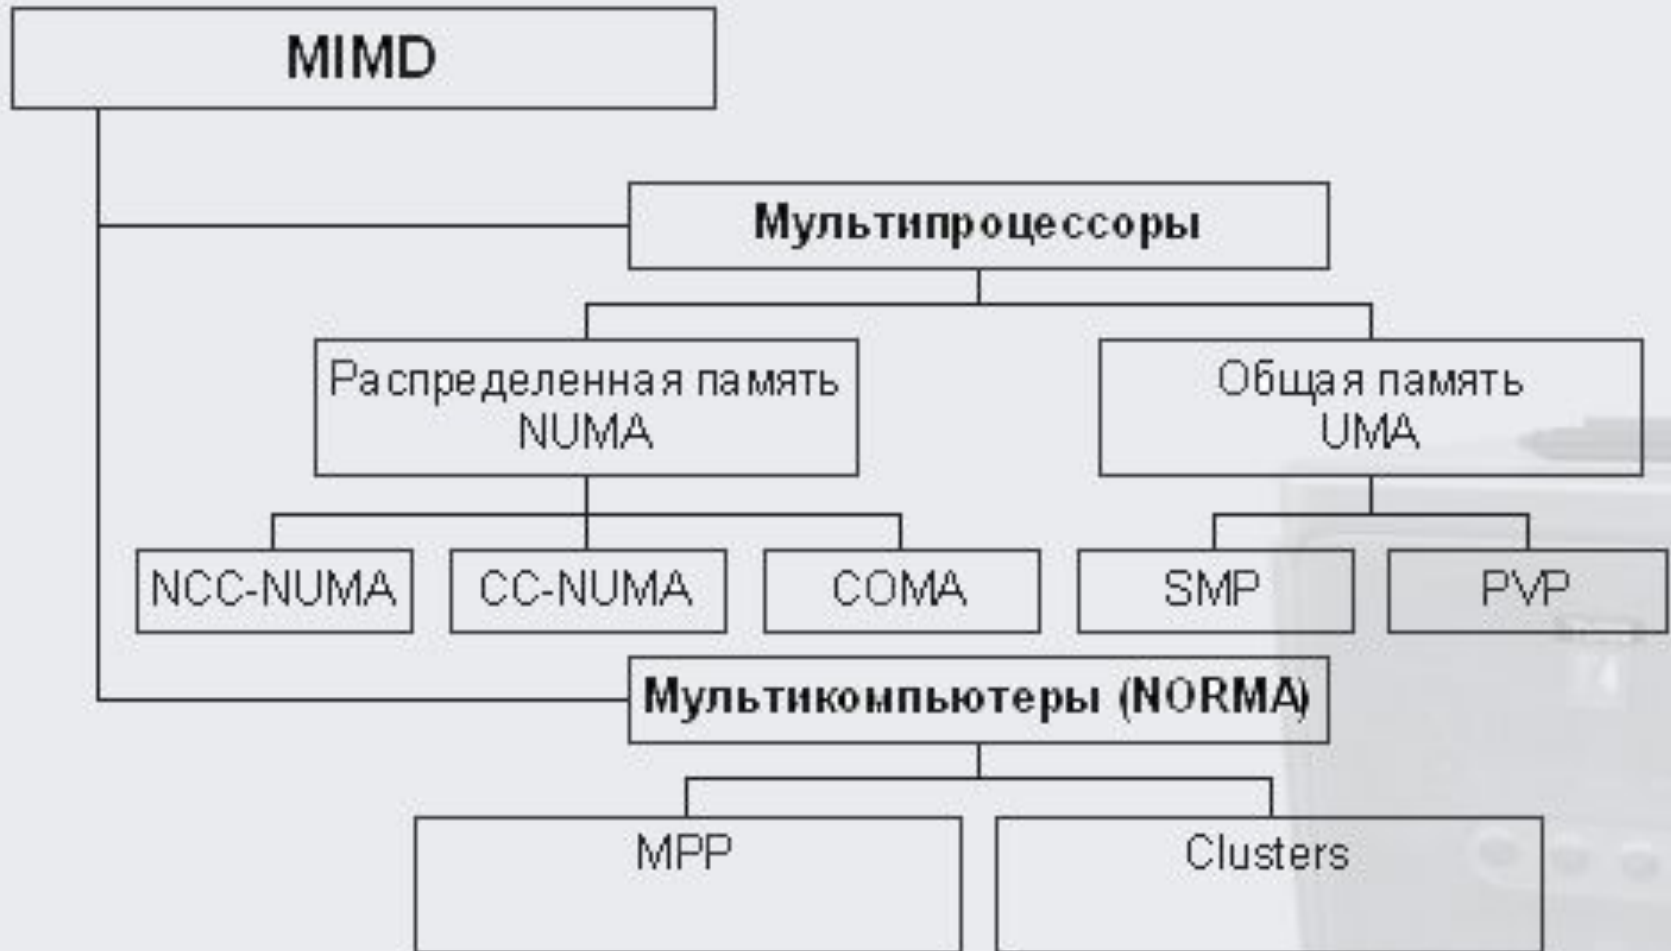 MIMD
Мультипроцессоры
Распределенная память
NUMA
Общая память
UMA
NCC-NUMA
CC-NUMA
COMA
SMP
PVP
Мультикомпьютеры (NORMA)
MPP
Clusters